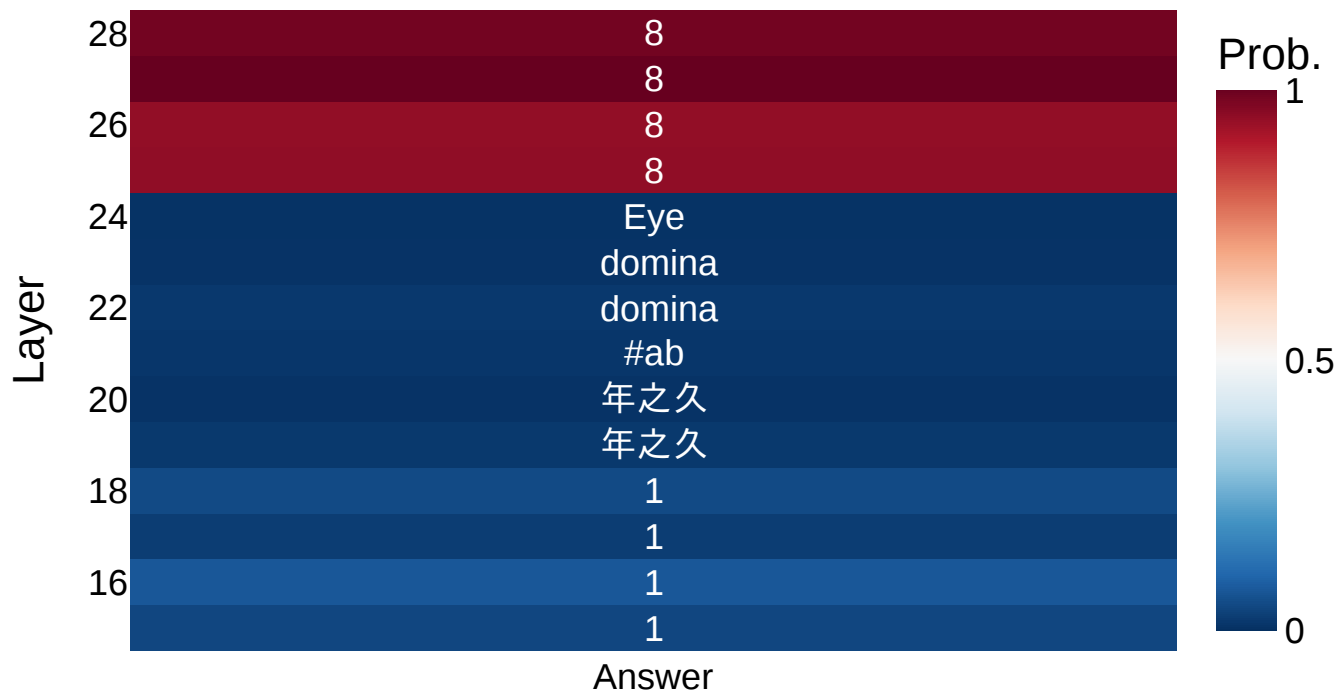 28 8
8
26 8
8
24 Eye
domina
22 domina
#ab
20 年之久
年之久
18 1
1
16 1
1
Layer
Answer
Prob.
1
0.5
0